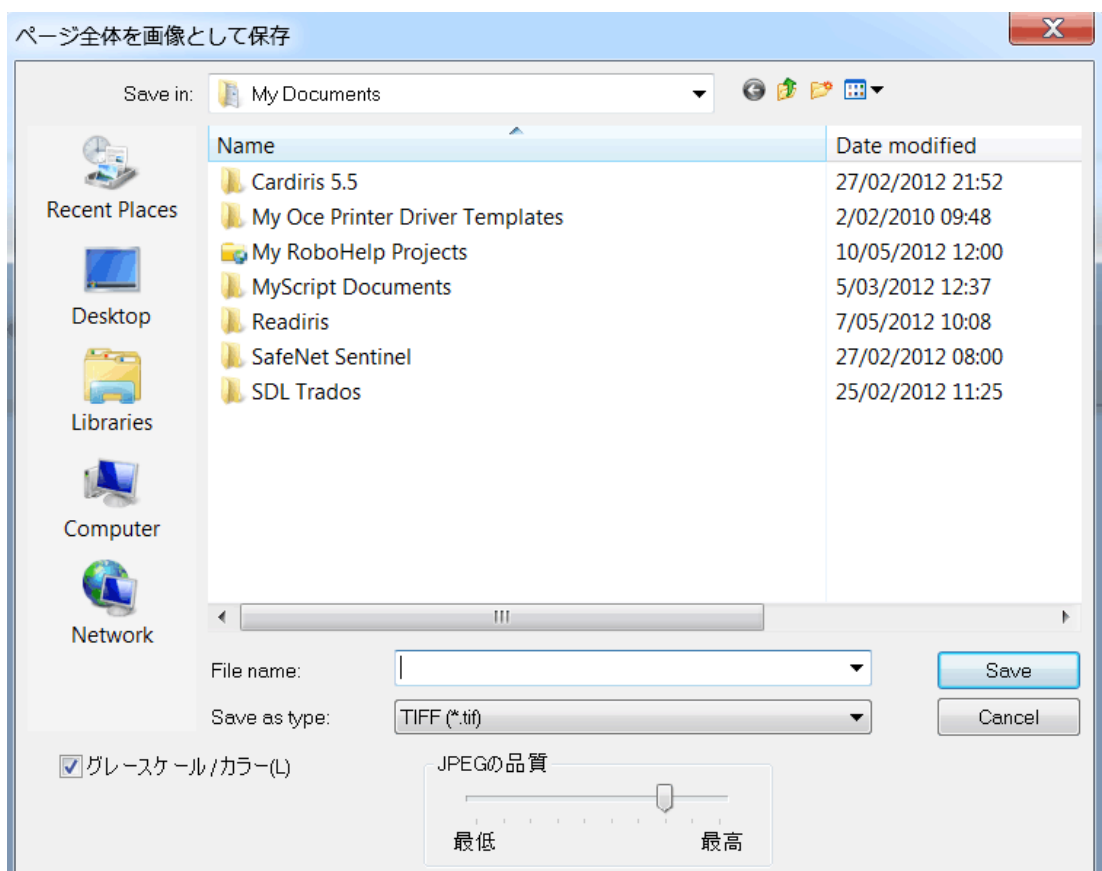 ページ全体を画像として保存
Save in: My Documents
Name Date modified
Cardiris 5.5 27/02/2012 21:52
My Oce Printer Driver Templates 2/02/2010 09:48
My RoboHelp Projects 10/05/2012 12:00
MyScript Documents 5/03/2012 12:37
Readiris 7/05/2012 10:08
SafeNet Sentinel 27/02/2012 08:00
SDL Trados 25/02/2012 11:25
Recent Places
Desktop
Libraries
Computer
Network
File name: Save
Save as type: TIFF (*.tif) Cancel
グレースケール/カラー(L) JPEGの品質
最低 最高